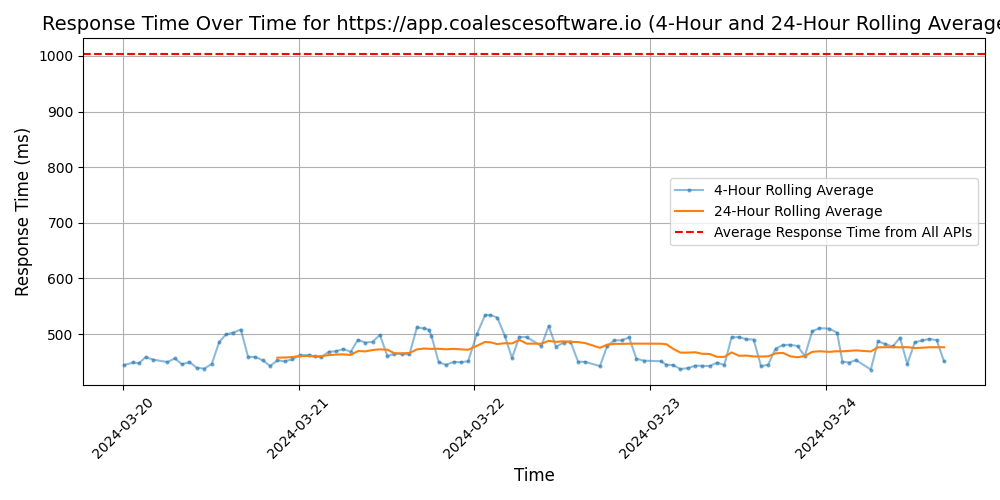 Response Time Over Time for https://app.coalescesoftware.io (4-Hour and 24-Hour Rolling Average
1000
900
800
700
600
500
400
Response Time (ms)
4-Hour Rolling Average
24-Hour Rolling Average
Average Response Time from All APIs
2024-03-20
2024-03-21
2024-03-22
2024-03-23
2024-03-24
Time